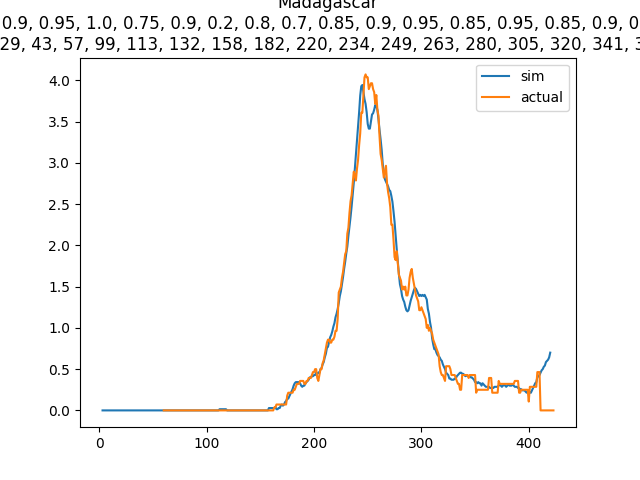 Madagascar
0.9, 0.95, 1.0, 0.75, 0.9, 0.2, 0.8, 0.7, 0.85, 0.9, 0.95, 0.85, 0.95, 0.85, 0.9, 0
29, 43, 57, 99, 113, 132, 158, 182, 220, 234, 249, 263, 280, 305, 320, 341, 3
sim
actual
4.0
3.5
3.0
2.5
2.0
1.5
1.0
0.5
0.0
0 100 200 300 400